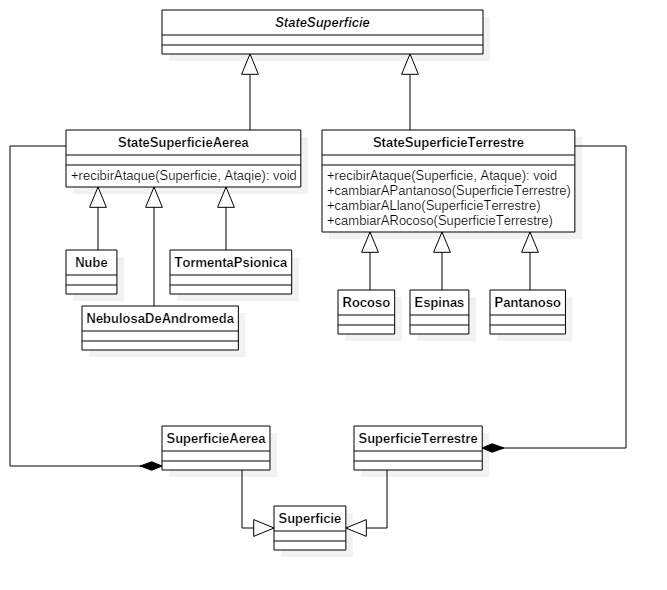 StateSuperficie
StateSuperficieAerea
+recibirAtaque(Superficie, Ataqie): void
StateSuperficieTerrestre
+recibirAtaque(Superficie, Ataque): void
+cambiarAPantanoso(SuperficieTerrestre)
+cambiarALlano(SuperficieTerrestre)
+cambiarARocoso(SuperficieTerrestre)
Nube
TormentaPsionica
NebulosaDeAndromeda
Rocoso
Espinas
Pantanoso
SuperficieAerea
SuperficieTerrestre
Superficie